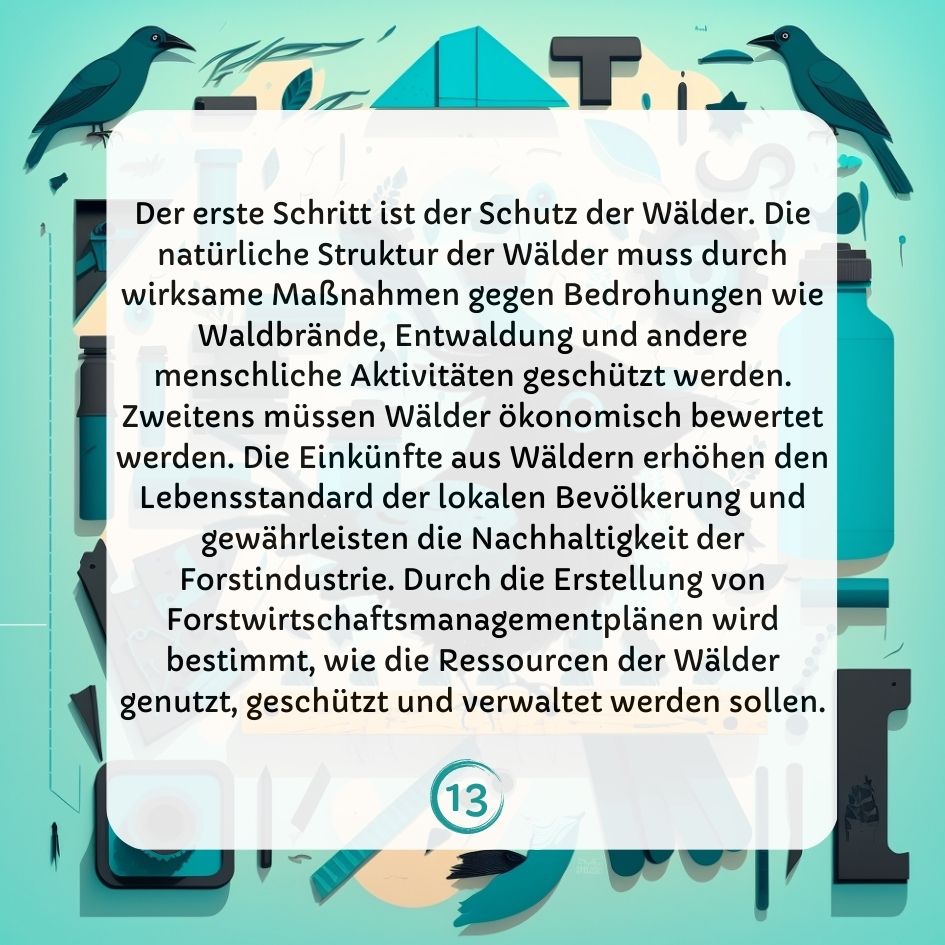 Der erste Schritt ist der Schutz der Wälder. Die
natürliche Struktur der Wälder muss durch
wirksame Maßnahmen gegen Bedrohungen wie
Waldbrände, Entwaldung und andere
menschliche Aktivitäten geschützt werden.
Zweitens müssen Wälder ökonomisch bewertet
werden. Die Einkünfte aus Wäldern erhöhen den
Lebensstandard der lokalen Bevölkerung und
gewährleisten die Nachhaltigkeit der
Forstindustrie. Durch die Erstellung von
Forstwirtschaftsmanagementplänen wird
bestimmt, wie die Ressourcen der Wälder
genutzt, geschützt und verwaltet werden sollen.
13